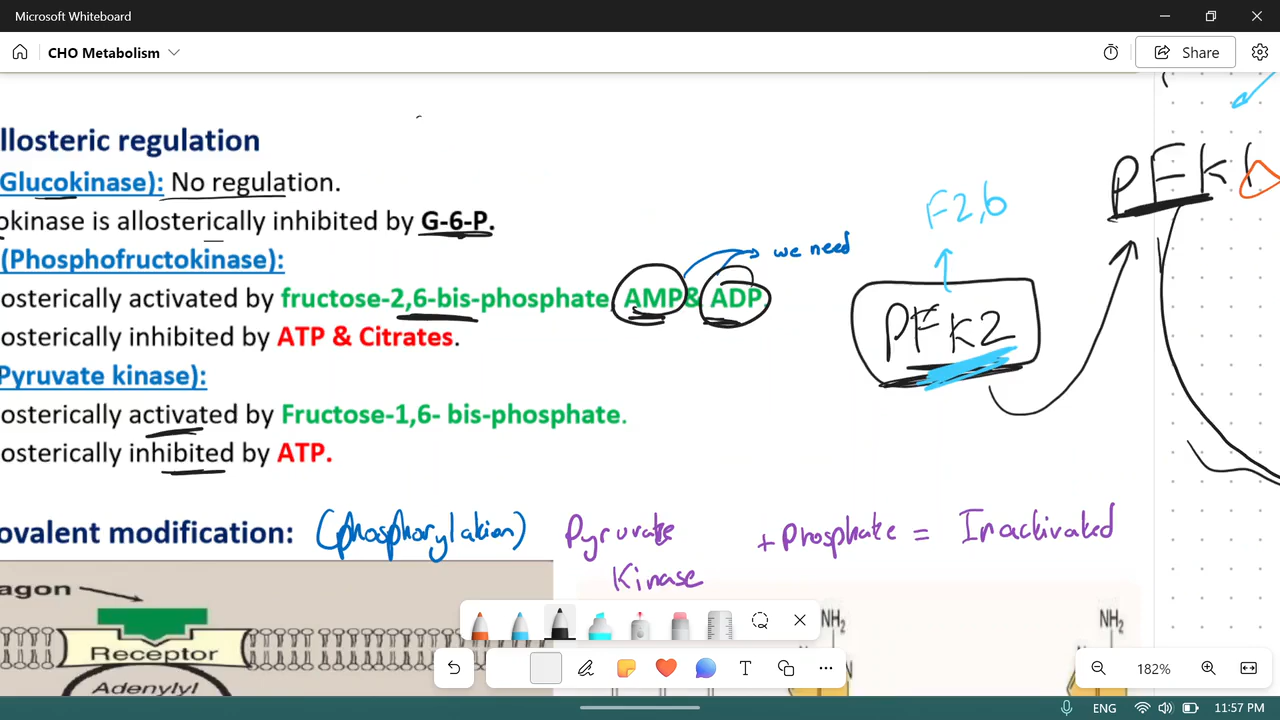 Microsoft Whiteboard
CHO Metabolism
Share
llosteric regulation
Glucokinase): No regulation.
okinase is allosterically inhibited by G-6-P.
(Phosphofructokinase):
osterically activated by fructose-2,6-bis-phosphate, AMP& ADP.
we need
osterically inhibited by ATP & Citrates.
Pyruvate kinase):
osterically activated by Fructose-1,6- bis-phosphate.
osterically inhibited by ATP.
F2,6
PFK2
PFK1
ovalent modification: (phosphorylation) Pyruvate Kinase + Phosphate = Inactivated
agon
Receptor
Adenylyl
NH2
NH2
182%
ENG
11:57 PM